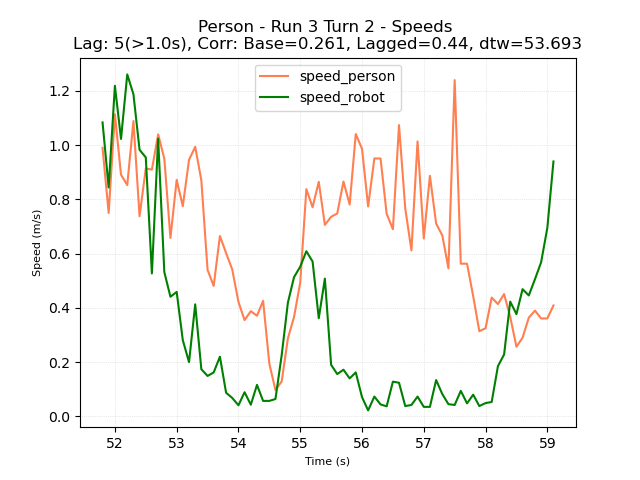 Person - Run 3 Turn 2 - Speeds
Lag: 5(>1.0s), Corr: Base=0.261, Lagged=0.44, dtw=53.693
speed_person
speed_robot
1.2
1.0
0.8
0.6
0.4
0.2
0.0
Speed (m/s)
52 53 54 55 56 57 58 59
Time (s)